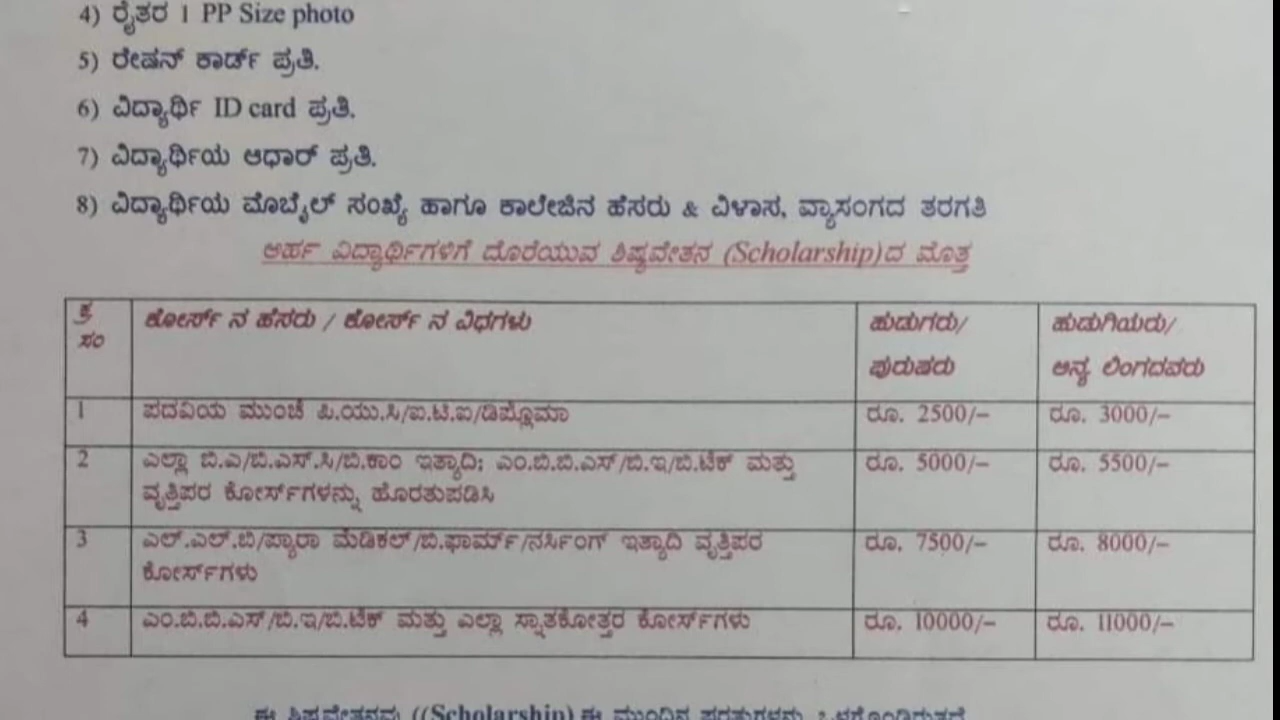 4) ರೈತರ 1 PP Size photo
5) ರೇಷನ್ ಕಾರ್ಡ್ ಪ್ರತಿ.
6) ವಿದ್ಯಾರ್ಥಿ ID card ಪ್ರತಿ.
7) ವಿದ್ಯಾರ್ಥಿಯ ಆಧಾರ್ ಪ್ರತಿ.
8) ವಿದ್ಯಾರ್ಥಿಯ ಮೊಬೈಲ್ ಸಂಖ್ಯೆ ಹಾಗೂ ಕಾಲೇಜಿನ ಹೆಸರು & ವಿಳಾಸ, ವ್ಯಾಸಂಗದ ತರಗತಿ
ಅರ್ಹ ವಿದ್ಯಾರ್ಥಿಗಳಿಗೆ ದೊರೆಯುವ ಶಿಷ್ಯವೇತನ (Scholarship)ದ ಮೊತ್ತ
ಕ್ರ ಸಂ
ಕೋರ್ಸ್ ನ ಹೆಸರು / ಕೋರ್ಸ್ ನ ವಿಧಗಳು
ಹುಡುಗರು/
ಪುರುಷರು
ಹುಡುಗಿಯರು/
ಅನ್ಯ ಲಿಂಗದವರು
1 ಪದವಿಯ ಮುಂಚೆ ಪಿ.ಯು.ಸಿ/ಐ.ಟಿ.ಐ/ಡಿಪ್ಲೊಮಾ ರೂ. 2500/- ರೂ. 3000/-
2 ಎಲ್ಲಾ ಬಿ.ಎ/ಬಿ.ಎಸ್.ಸಿ/ಬಿ.ಕಾಂ ಇತ್ಯಾದಿ; ಎಂ.ಬಿ.ಬಿ.ಎಸ್/ಬಿ.ಇ/ಬಿ.ಟೆಕ್ ಮತ್ತು ರೂ. 5000/- ರೂ. 5500/-
ವೃತ್ತಿಪರ ಕೋರ್ಸ್‌ಗಳನ್ನು ಹೊರತುಪಡಿಸಿ
3 ಎಲ್.ಎಲ್.ಬಿ/ಪ್ಯಾರಾ ಮೆಡಿಕಲ್/ಬಿ.ಫಾರ್ಮ್/ನರ್ಸಿಂಗ್ ಇತ್ಯಾದಿ ವೃತ್ತಿಪರ ರೂ. 7500/- ರೂ. 8000/-
ಕೋರ್ಸ್‌ಗಳು
4 ಎಂ.ಬಿ.ಬಿ.ಎಸ್/ಬಿ.ಇ/ಬಿ.ಟೆಕ್ ಮತ್ತು ಎಲ್ಲಾ ಸ್ನಾತಕೋತ್ತರ ಕೋರ್ಸ್‌ಗಳು ರೂ. 10000/- ರೂ. 11000/-
ಈ ಶಿಷ್ಯವೇತನವು ((Scholarship) ಈ ಮುಂದಿನ